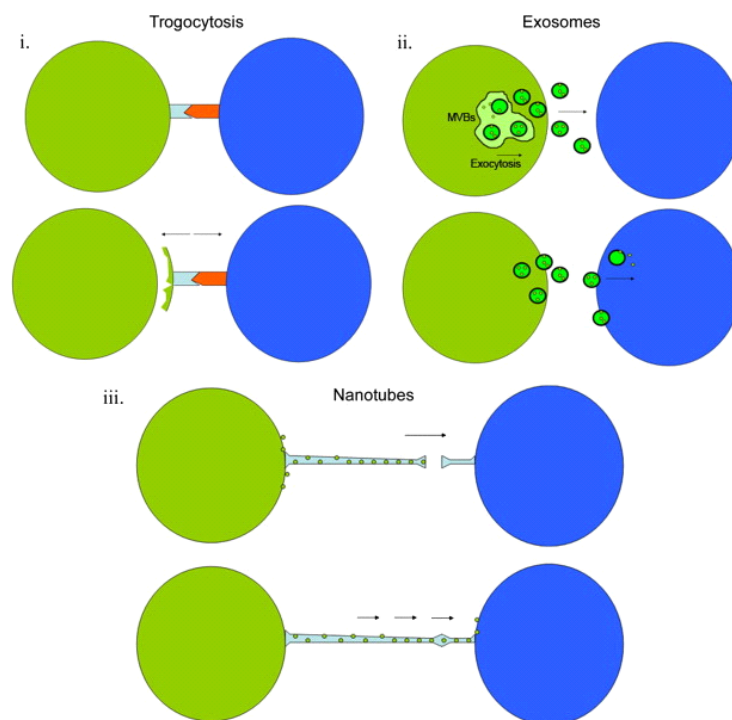 Trogocytosis
i.
Exosomes
ii.
MVBs
Exocytosis
iii.
Nanotubes